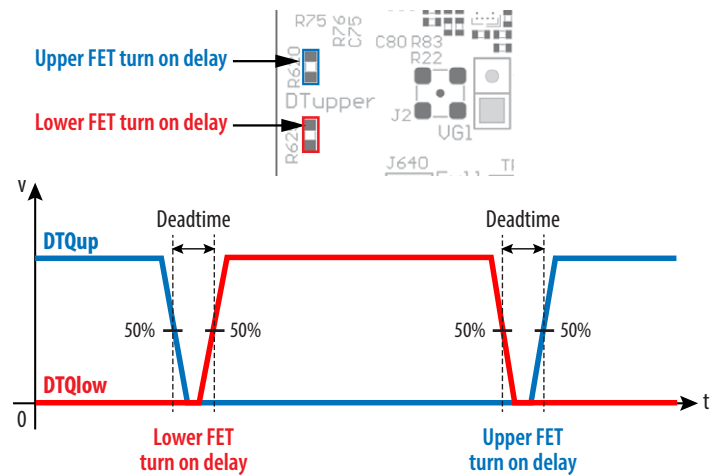 R75
R76
C75
C80 R83
R22
Upper FET turn on delay
R620
DTupper
Lower FET turn on delay
J2
VG1
J640
V
Deadtime
Deadtime
DTQup
50%
50%
50%
50%
DTQlow
0
t
Lower FET
turn on delay
Upper FET
turn on delay